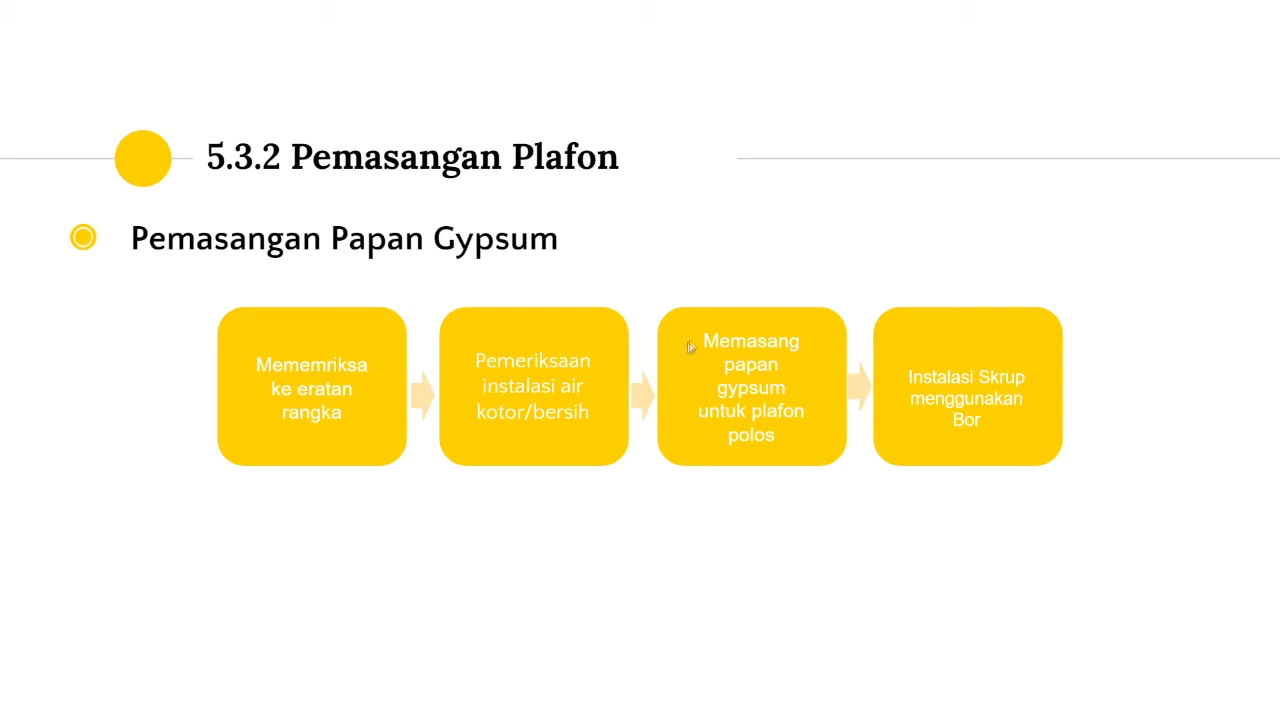 5.3.2 Pemasangan Plafon
Pemasangan Papan Gypsum
Mememriksa
ke eratan
rangka
Pemeriksaan
instalasi air
kotor/bersih
Memasang
papan
gypsum
untuk plafon
polos
Instalasi Skrup
menggunakan
Bor